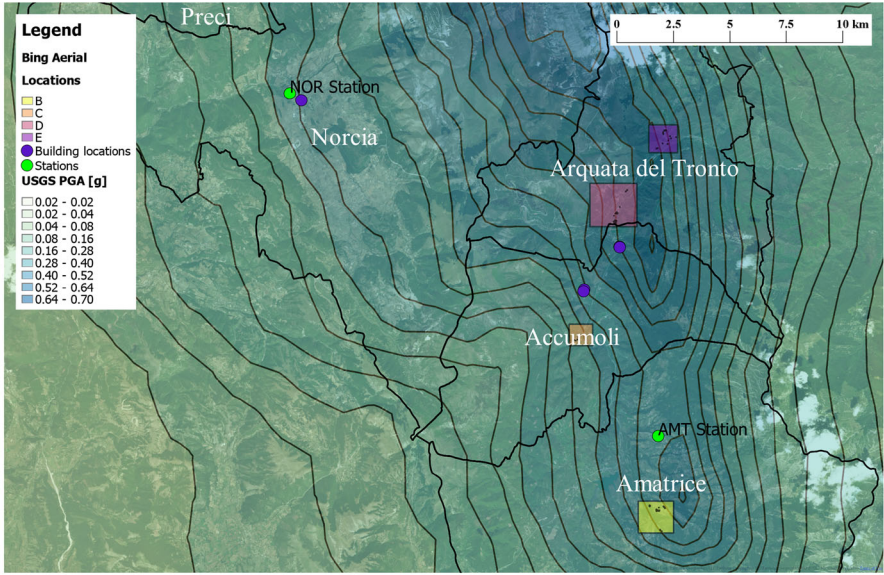 Preci
Legend
Bing Aerial
Locations
B
C
D
E
Building locations
Stations
USGS PGA [g]
0.02 - 0.02
0.02 - 0.04
0.04 - 0.08
0.08 - 0.16
0.16 - 0.28
0.28 - 0.40
0.40 - 0.52
0.52 - 0.64
0.64 - 0.70
0 2.5 5 10 km
NOR Station
Norcia
Arquata del Tronto
Accumoli
AMT Station
Amatrice